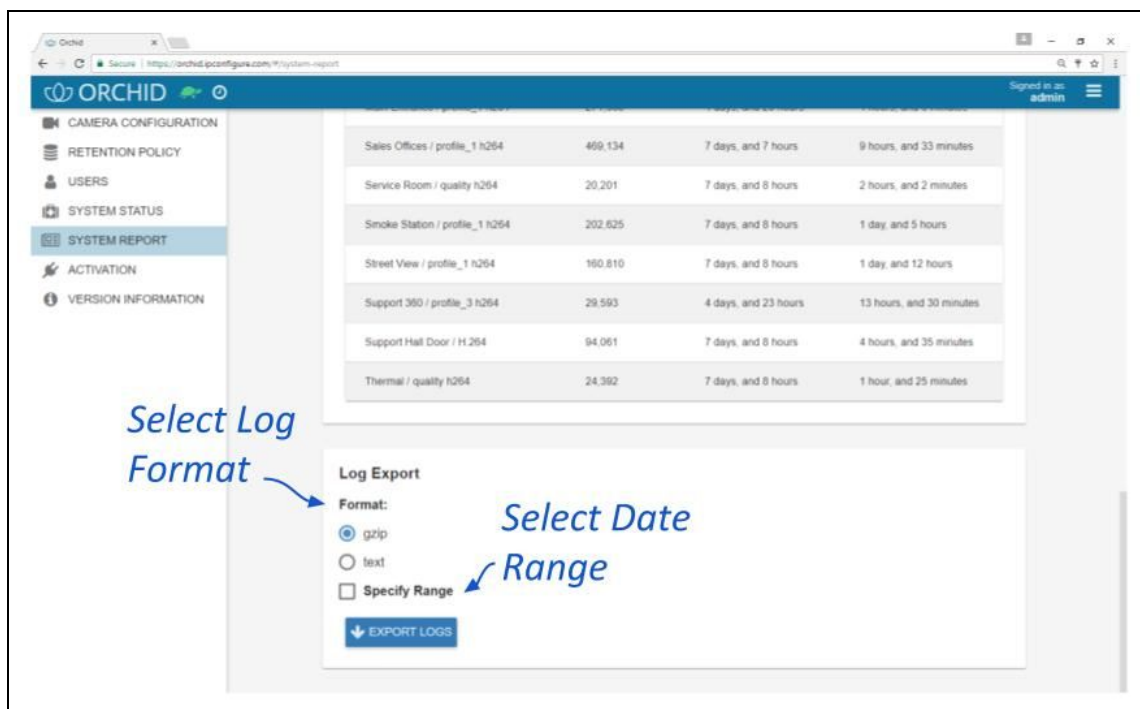 Orchid
Secure | https://orchid.ipconfigure.com/#/system-report
ORCHID
Signed in as
admin
CAMERA CONFIGURATION
RETENTION POLICY
USERS
SYSTEM STATUS
SYSTEM REPORT
ACTIVATION
VERSION INFORMATION
Sales Offices / profile_1 h264 469,134 7 days, and 7 hours 9 hours, and 33 minutes
Service Room / quality h264 20,201 7 days, and 8 hours 2 hours, and 2 minutes
Smoke Station / profile_1 h264 202,625 7 days, and 8 hours 1 day, and 5 hours
Street View / profile_1 h264 160,810 7 days, and 8 hours 1 day, and 12 hours
Support 360 / profile_3 h264 29,593 4 days, and 23 hours 13 hours, and 30 minutes
Support Hall Door / H.264 94,061 7 days, and 8 hours 4 hours, and 35 minutes
Thermal / quality h264 24,392 7 days, and 8 hours 1 hour, and 25 minutes
Select Log
Format
Log Export
Format:
gzip
text
Specify Range
EXPORT LOGS
Select Date
Range